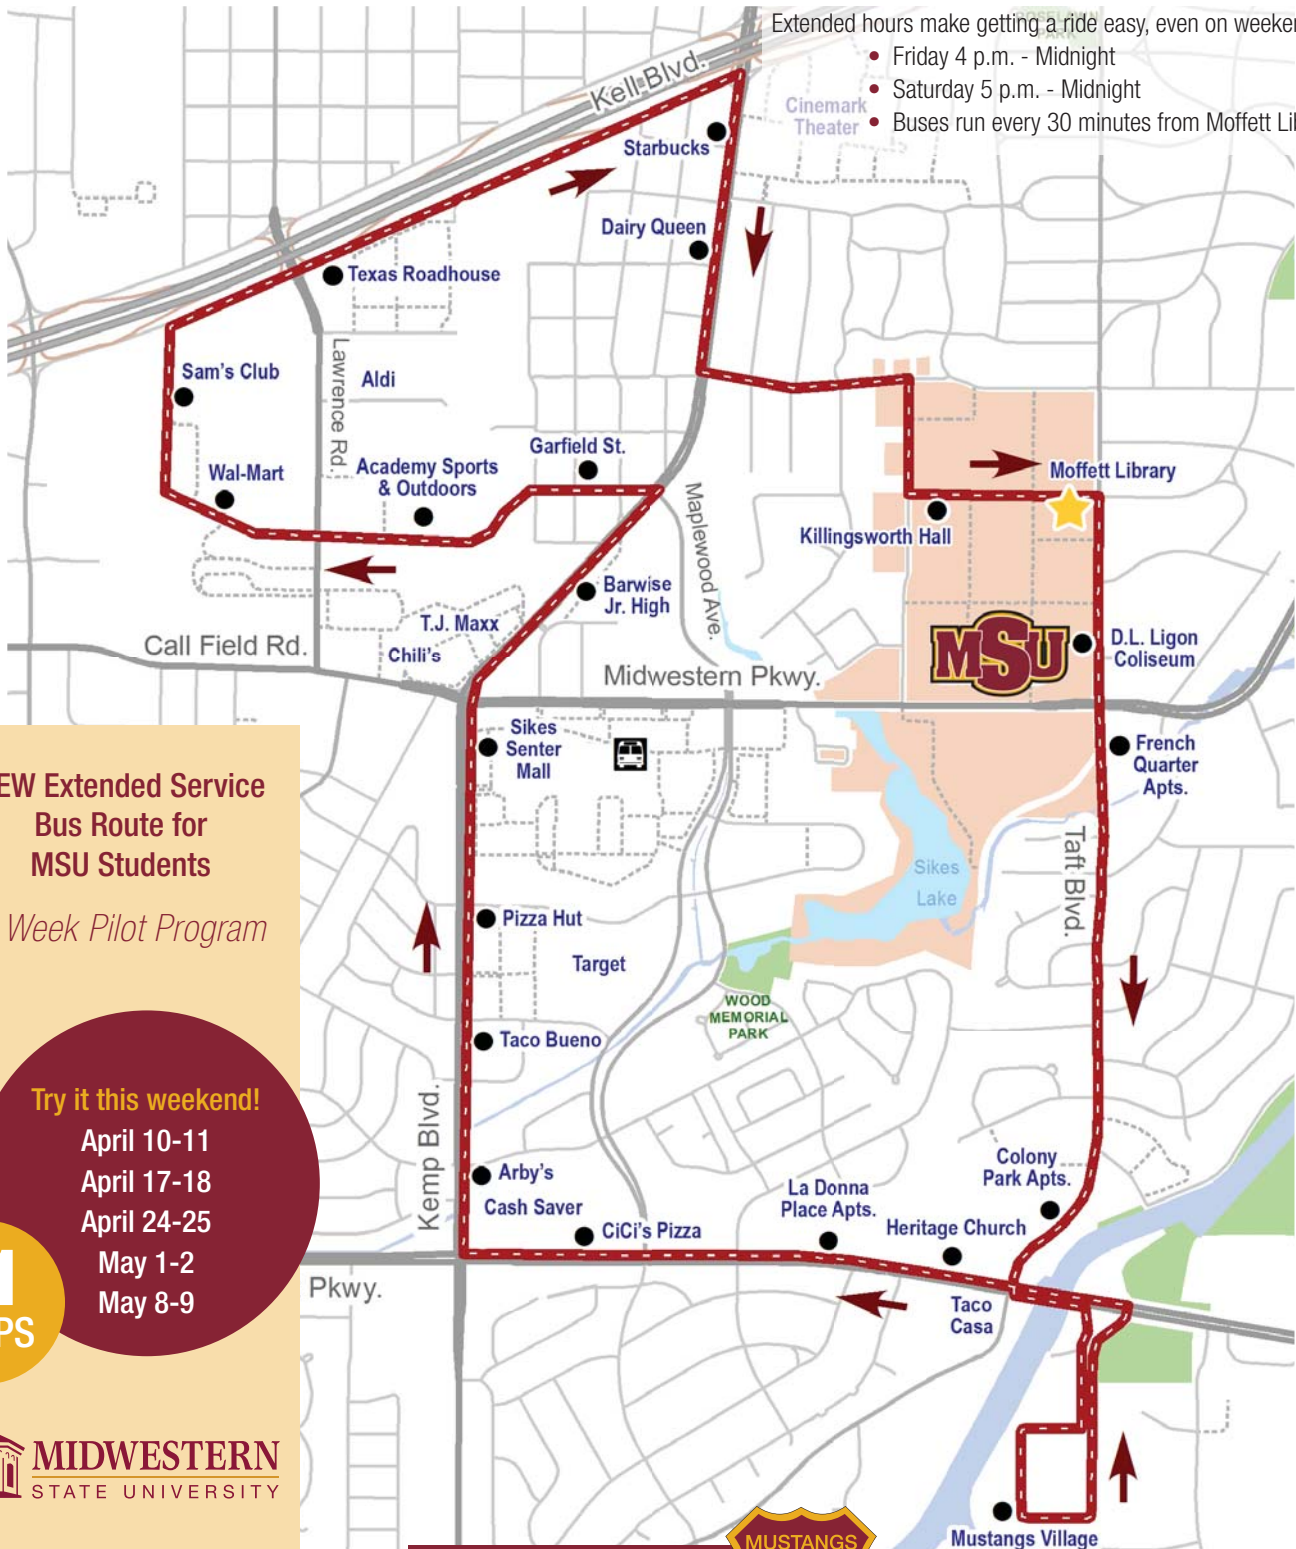 Extended hours make getting a ride easy, even on
• Friday 4 p.m. - Midnight
• Saturday 5 p.m. - Midnight
• Buses run every 30 minutes from Moffett
ROSELAWN
PARK
Kell Blvd.
Cinemark
Theater
Starbucks
Dairy Queen
Texas Roadhouse
Sam's Club
Lawrence Rd.
Aldi
Garfield St.
Wal-Mart
Academy Sports
& Outdoors
Moffett Library
Killingsworth Hall
Maplewood Ave.
Barwise
Jr. High
T.J. Maxx
Chili's
Call Field Rd.
Midwestern Pkwy.
MSU
D.L. Ligon
Coliseum
Sikes
Senter
Mall
French
Quarter
Apts.
Taft Blvd.
Sikes
Lake
Pizza Hut
Target
WOOD
MEMORIAL
PARK
Taco Bueno
Kemp Blvd.
Arby's
Cash Saver
CiCi's Pizza
La Donna
Place Apts.
Colony
Park Apts.
Heritage Church
Pkwy.
Taco
Casa
Mustangs Village
MUSTANGS
EW Extended Service
Bus Route for
MSU Students
Week Pilot Program
Try it this weekend!
April 10-11
April 17-18
April 24-25
May 1-2
May 8-9
1
PS
MIDWESTERN
STATE UNIVERSITY